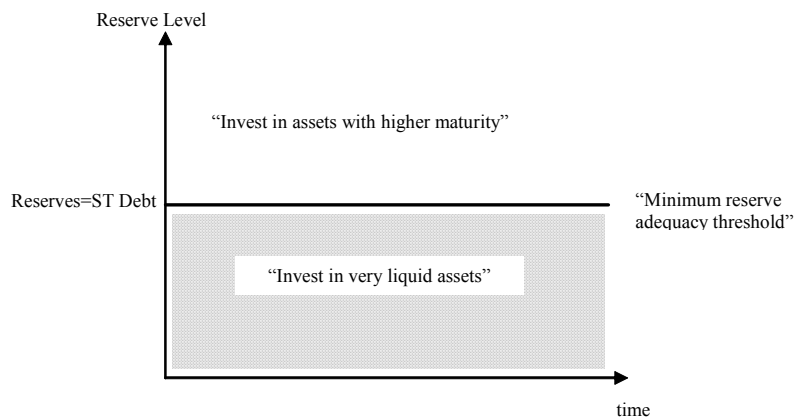 Reserve Level
“Invest in assets with higher maturity”
Reserves=ST Debt
“Minimum reserve
adequacy threshold”
“Invest in very liquid assets”
time